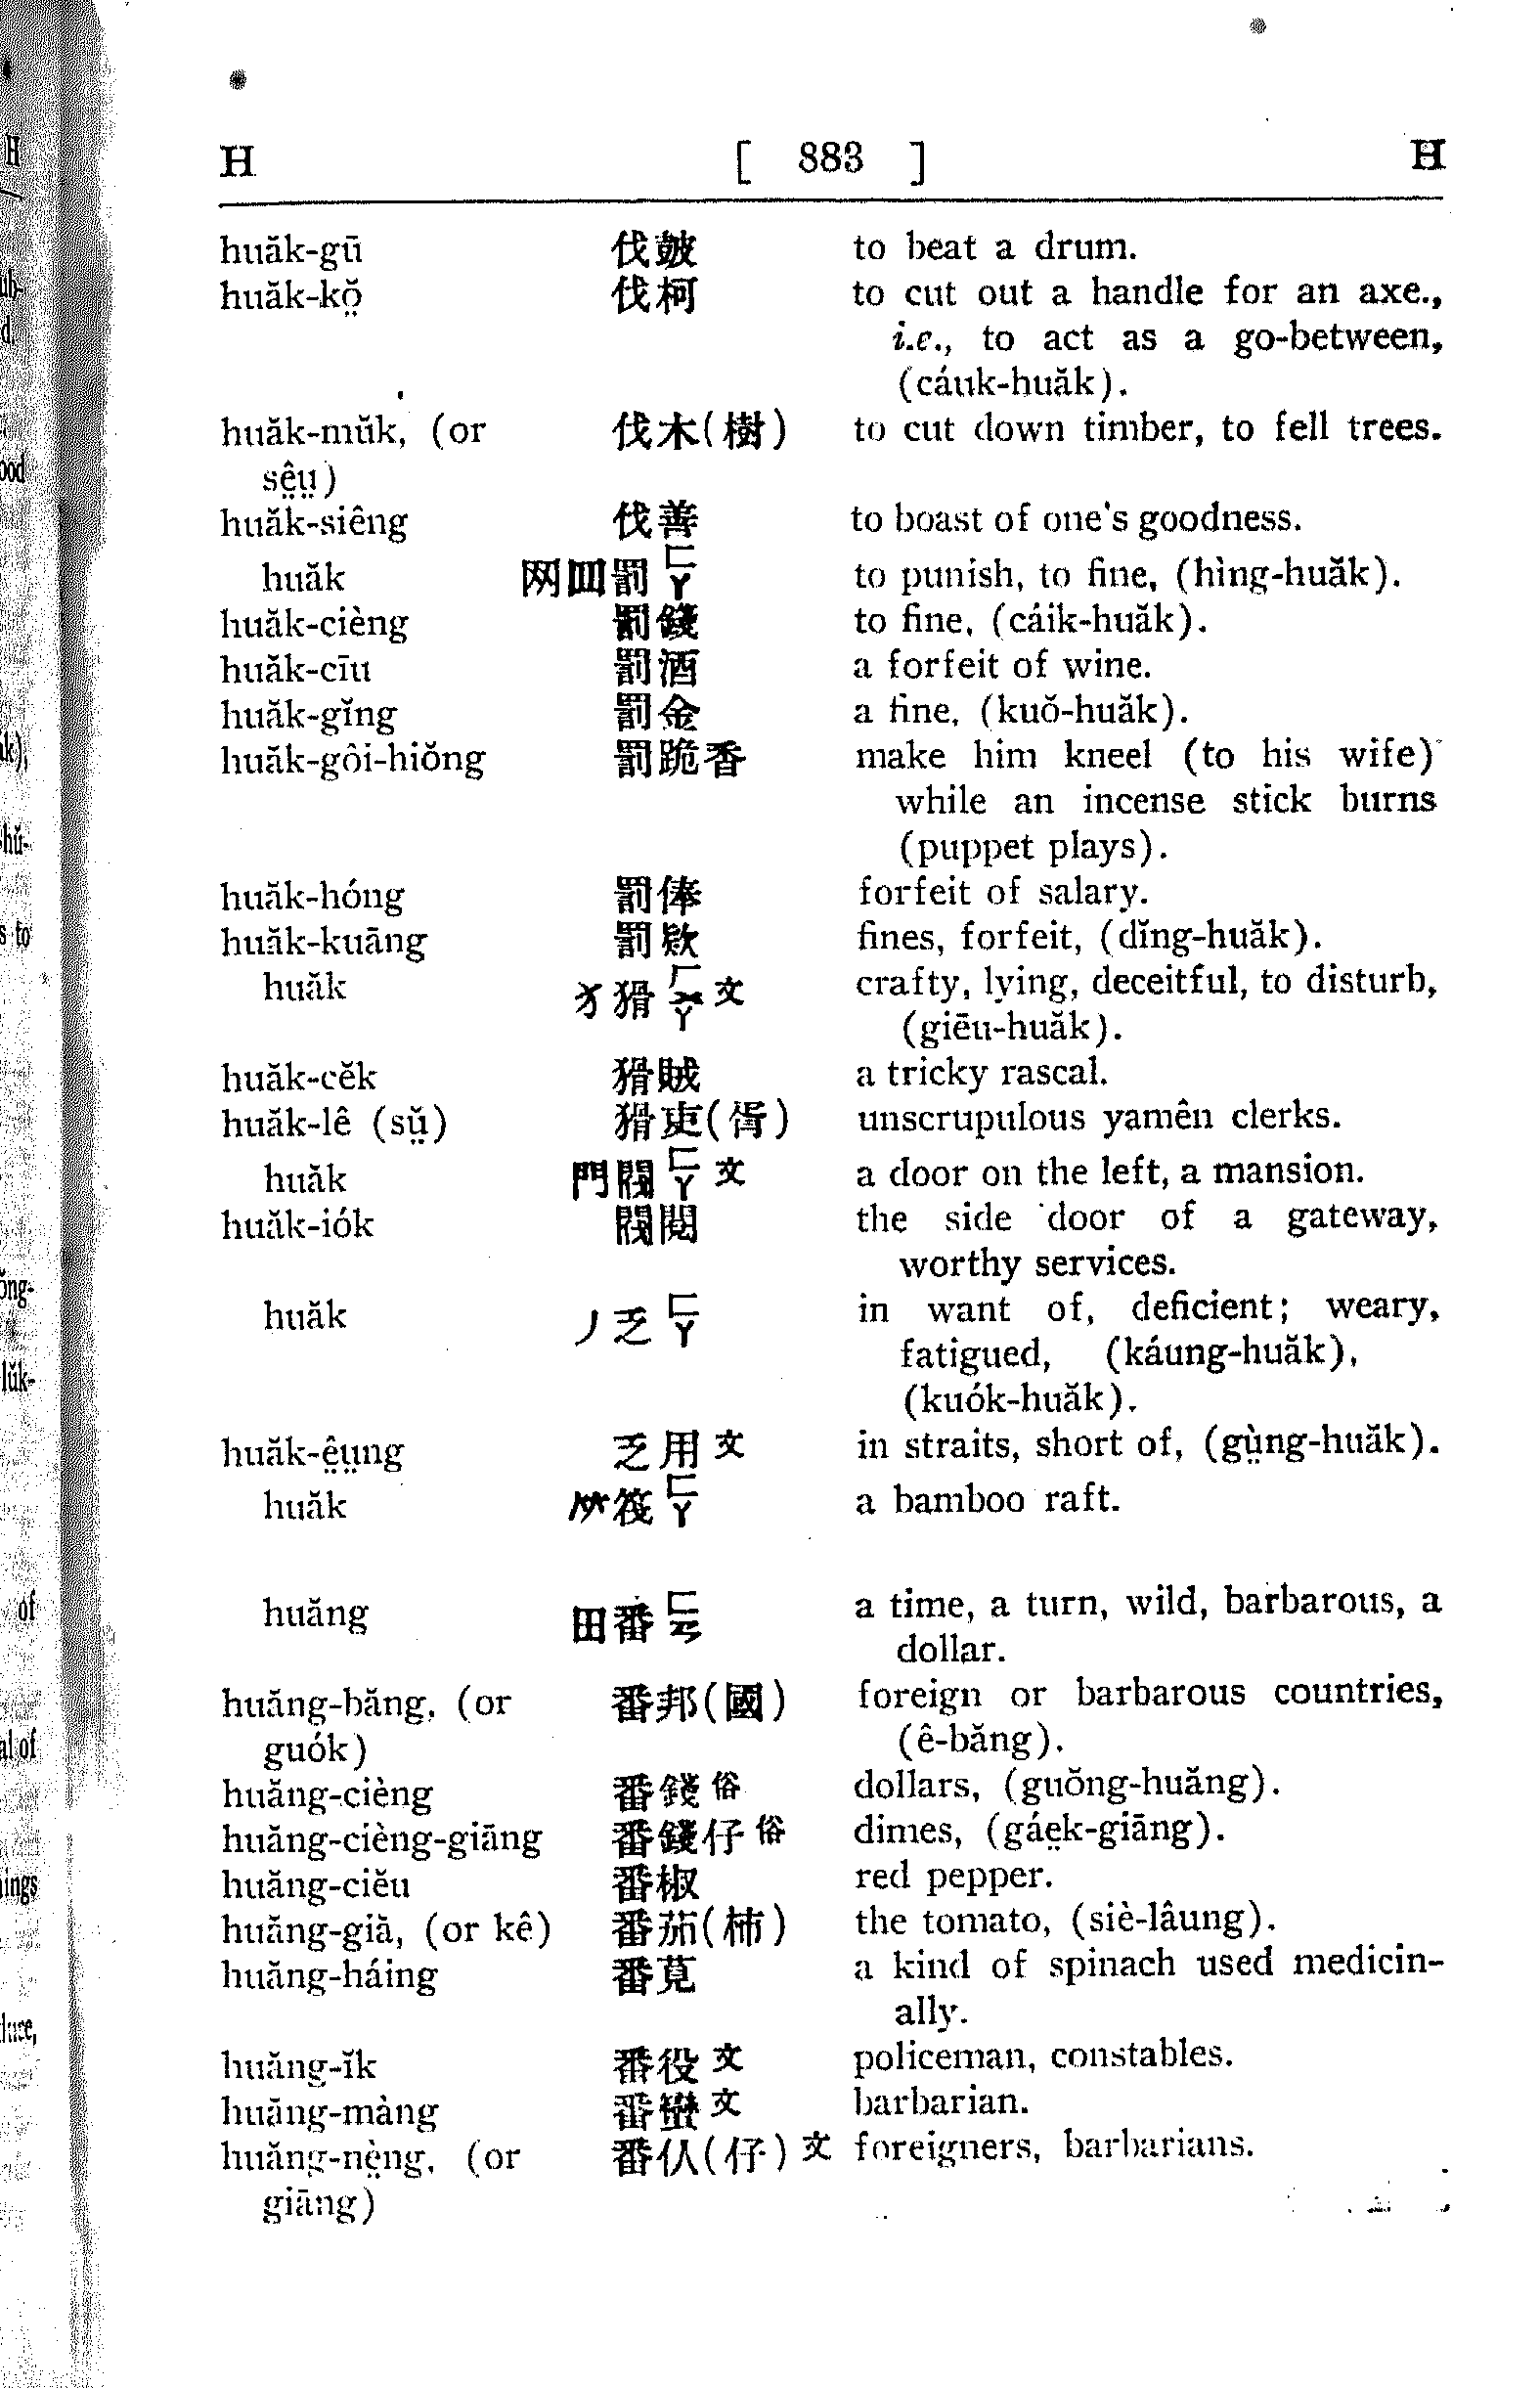 H [ 883 ] H
huăk-gū 伐皷 to beat a drum.
huăk-kŏ̤ 伐柯 to cut out a handle for an axe.,
i.e., to act as a go-between,
(cáuk-huăk).
huăk-mŭk, (or 伐木(樹) to cut down timber, to fell trees.
sê̤ṳ)
huăk-siêng 伐善 to boast of one's goodness.
huăk 网罒罰 ㄈㄚ to punish, to fine, (hìng-huăk).
huăk-cièng 罰錢 to fine, (cáik-huăk).
huăk-cīu 罰酒 a forfeit of wine.
huăk-gĭng 罰金 a fine, (kuŏ-huăk).
huăk-gôi-hiŏng 罰跪香 make him kneel (to his wife)
while an incense stick burns
(puppet plays).
huăk-hóng 罰俸 forfeit of salary.
huăk-kuāng 罰欵 fines, forfeit, (dĭng-huăk).
huăk 犭猾 ㄏㄨㄚ 文 crafty, lying, deceitful, to disturb,
(giēu-huăk).
huăk-cĕk 猾賊 a tricky rascal.
huăk-lê (sṳ̆) 猾吏(胥) unscrupulous yamên clerks.
huăk 門閥 ㄈㄚ 文 a door on the left, a mansion.
huăk-iók 閥閱 the side door of a gateway,
worthy services.
huăk 丿乏 ㄈㄚ in want of, deficient; weary,
fatigued, (káung-huăk),
(kuók-huăk).
huăk-ê̤ṳng 乏用文 in straits, short of, (gṳ̀ng-huăk).
huăk 𥫗筏 ㄈㄚ a bamboo raft.
huăng 田番 ㄈㄢ a time, a turn, wild, barbarous, a
dollar.
huăng-băng, (or 番邦(國) foreign or barbarous countries,
guók) (ê-băng).
huăng-cièng 番錢俗 dollars, (guŏng-huăng).
huăng-cièng-giāng 番錢仔俗 dimes, (gáe̤k-giāng).
huăng-ciĕu 番椒 red pepper.
huăng-giă, (or kê) 番茄(柿) the tomato, (siè-lâung).
huăng-háing 番莧 a kind of spinach used medicin-
ally.
huăng-ĭk 番役文 policeman, constables.
huăng-màng 番蠻文 barbarian.
huăng-nè̤ng, (or 番仈(仔)文 foreigners, barbarians.
giāng)